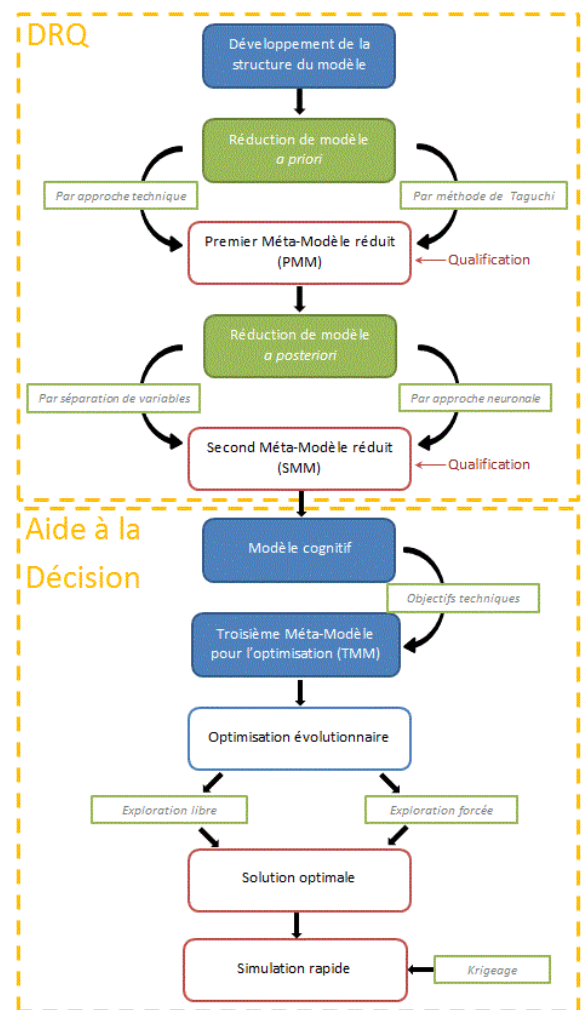 DRQ
Développement de la
structure du modèle
Réduction de modèle
a priori
Par approche technique
Par méthode de Taguchi
Premier Méta-Modèle réduit
(PMM)
Qualification
Réduction de modèle
a posteriori
Par séparation de variables
Par approche neuronale
Second Méta-Modèle réduit
(SMM)
Qualification
Aide à la
Décision
Modèle cognitif
Objectifs techniques
Troisième Méta-Modèle
pour l'optimisation (TMM)
Optimisation évolutionnaire
Exploration libre
Exploration forcée
Solution optimale
Simulation rapide
Krigeage